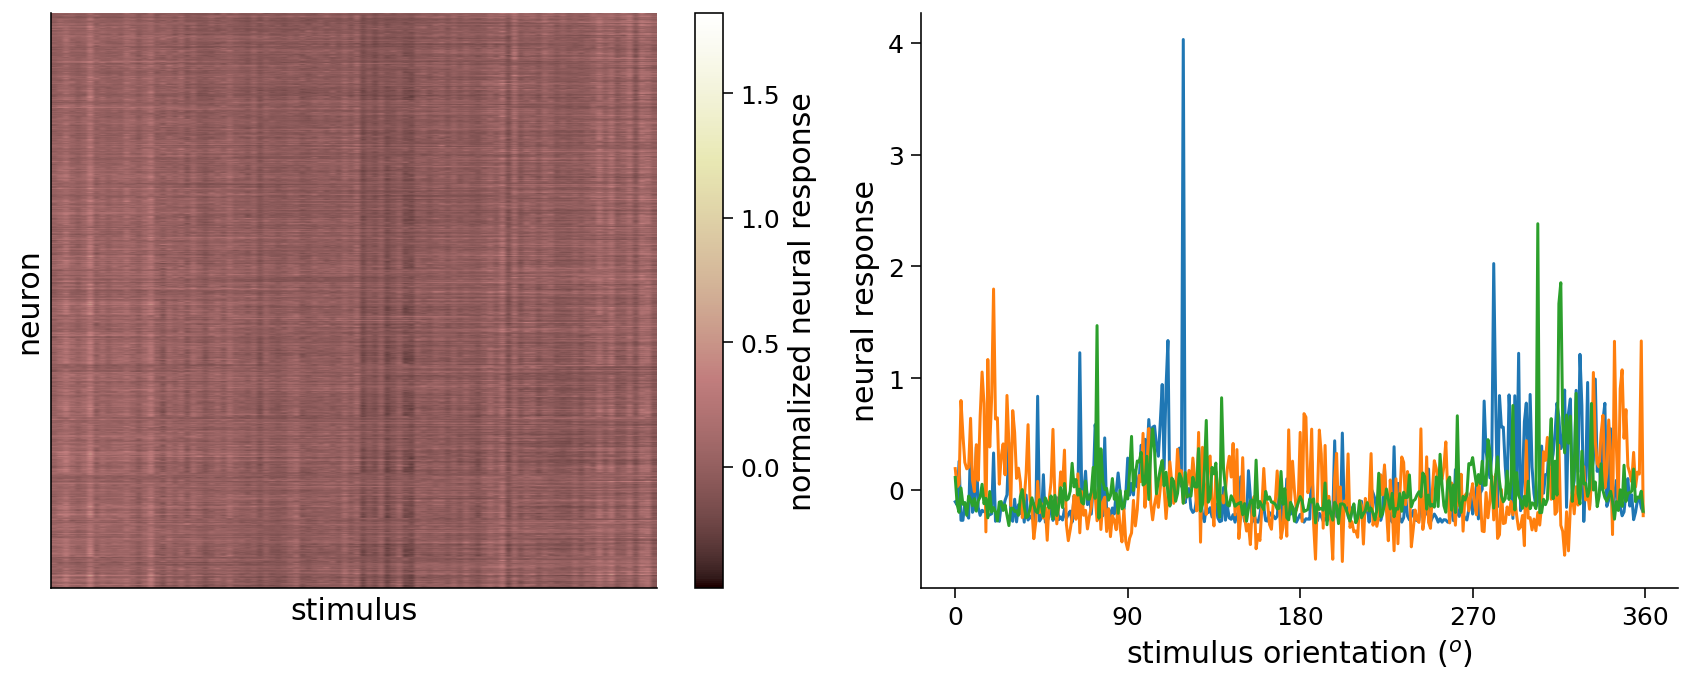 neuron
stimulus
1.5
1.0
0.5
0.0
normalized neural response
neural response
4
3
2
1
0
0 90 180 270 360
stimulus orientation (º)